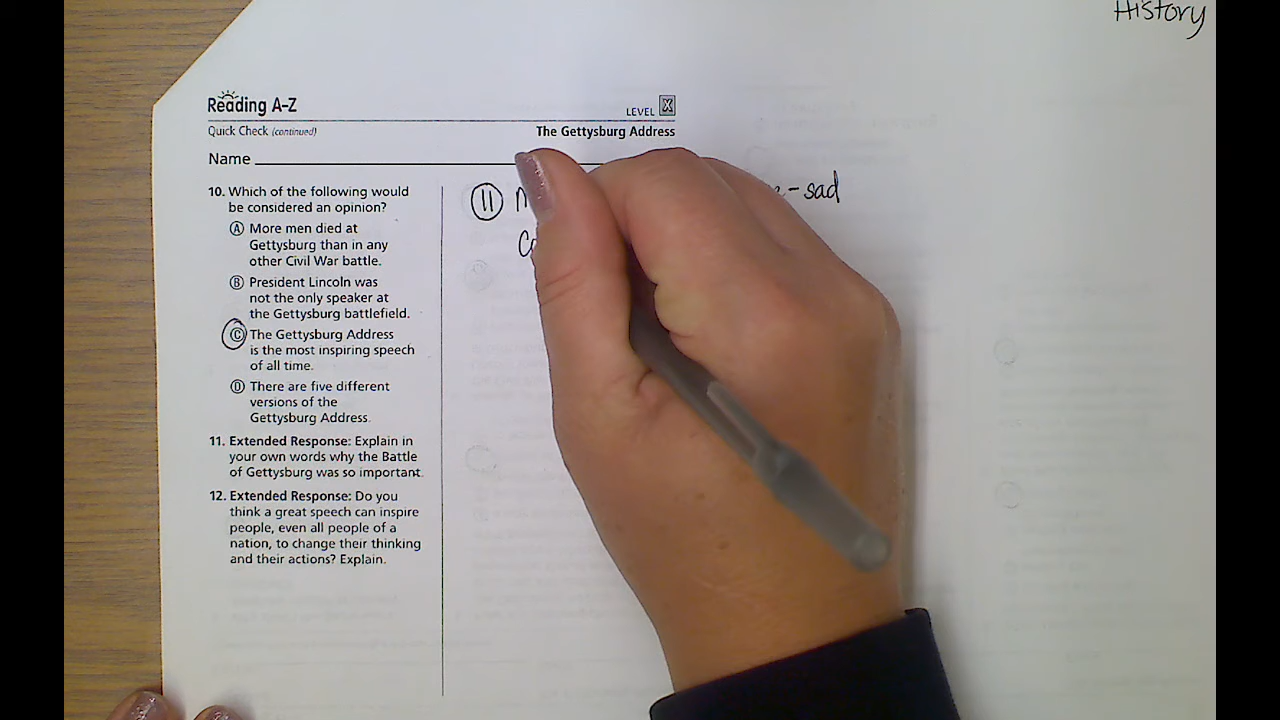 History
Reading A–Z
LEVEL X
Quick Check (continued)
The Gettysburg Address
Name
10. Which of the following would
be considered an opinion?
Ⓐ More men died at
Gettysburg than in any
other Civil War battle.
Ⓑ President Lincoln was
not the only speaker at
the Gettysburg battlefield.
Ⓒ The Gettysburg Address
is the most inspiring speech
of all time.
Ⓓ There are five different
versions of the
Gettysburg Address.
11. Extended Response: Explain in
your own words why the Battle
of Gettysburg was so important.
12. Extended Response: Do you
think a great speech can inspire
people, even all people of a
nation, to change their thinking
and their actions? Explain.
⑪ - sad